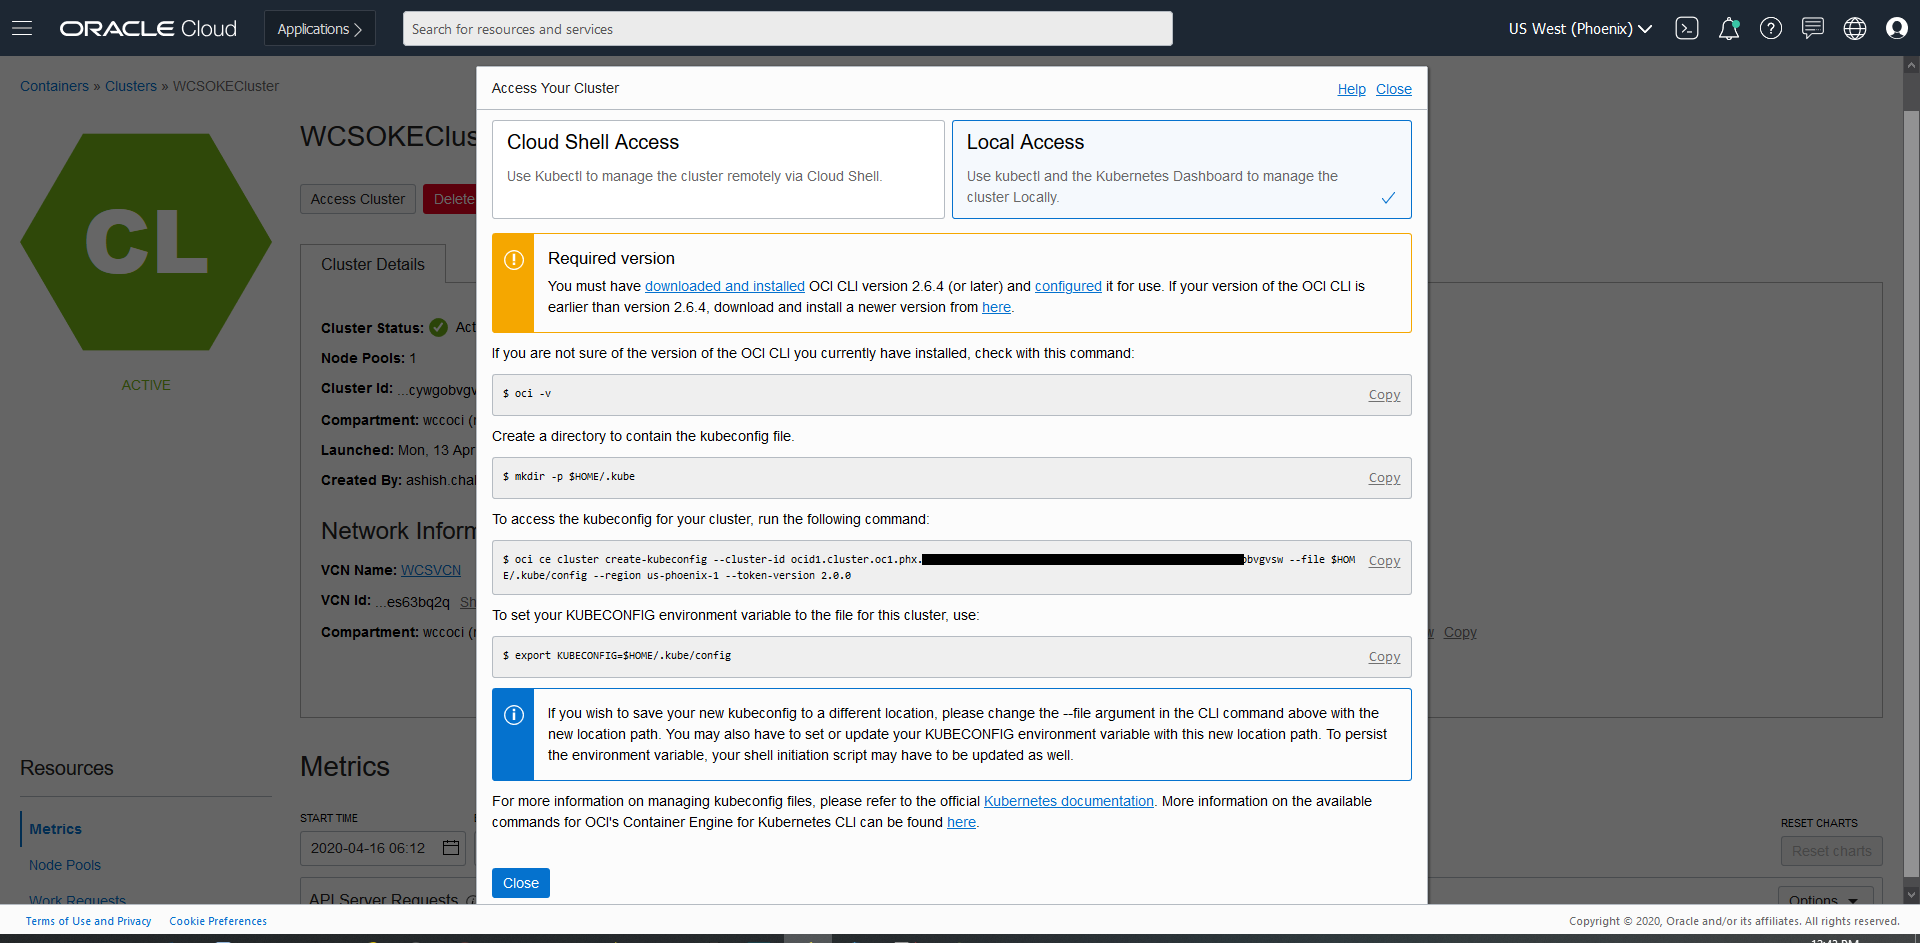 ORACLE Cloud
Applications
Search for resources and services
US West (Phoenix)
Containers » Clusters » WCSOKECluster
CL
ACTIVE
WCSOKEClus
Access Cluster
Delete
Cluster Details
Cluster Status: Act
Node Pools: 1
Cluster Id: ...cywgobvgv
Compartment: wccoci (r
Launched: Mon, 13 Apr
Created By: ashish.chal
Network Inform
VCN Name: WCSVCN
VCN Id: ...es63bq2q Sh
Compartment: wccoci (r
Copy
Access Your Cluster
Help Close
Cloud Shell Access
Use Kubectl to manage the cluster remotely via Cloud Shell.
Local Access
Use kubectl and the Kubernetes Dashboard to manage the
cluster Locally.
Required version
You must have downloaded and installed OCI CLI version 2.6.4 (or later) and configured it for use. If your version of the OCI CLI is
earlier than version 2.6.4, download and install a newer version from here.
If you are not sure of the version of the OCI CLI you currently have installed, check with this command:
$ oci -v
Copy
Create a directory to contain the kubeconfig file.
$ mkdir -p $HOME/.kube
Copy
To access the kubeconfig for your cluster, run the following command:
$ oci ce cluster create-kubeconfig --cluster-id ocid1.cluster.oc1.phx. bvgvsw --file $HOM
E/.kube/config --region us-phoenix-1 --token-version 2.0.0
Copy
To set your KUBECONFIG environment variable to the file for this cluster, use:
$ export KUBECONFIG=$HOME/.kube/config
Copy
If you wish to save your new kubeconfig to a different location, please change the --file argument in the CLI command above with the
new location path. You may also have to set or update your KUBECONFIG environment variable with this new location path. To persist
the environment variable, your shell initiation script may have to be updated as well.
For more information on managing kubeconfig files, please refer to the official Kubernetes documentation. More information on the available
commands for OCI's Container Engine for Kubernetes CLI can be found here.
Close
Resources
Metrics
Node Pools
Work Requests
Metrics
START TIME
2020-04-16 06:12
API Server Requests
RESET CHARTS
Reset charts
Options
Terms of Use and Privacy Cookie Preferences
Copyright © 2020, Oracle and/or its affiliates. All rights reserved.